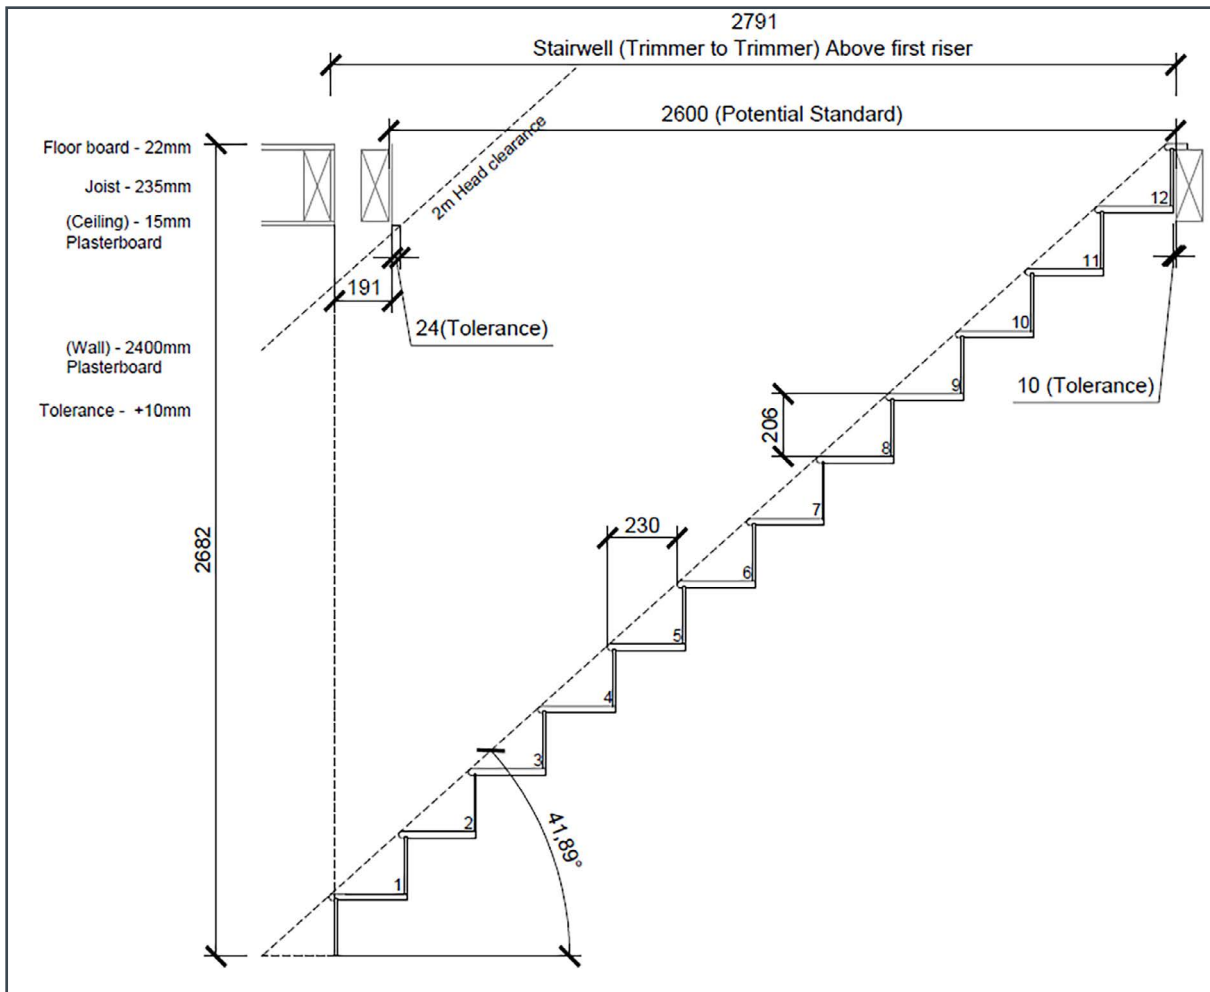 2791
Stairwell (Trimmer to Trimmer) Above first riser
2600 (Potential Standard)
2m Head clearance
Floor board - 22mm
Joist - 235mm
(Ceiling) - 15mm
Plasterboard
191
24(Tolerance)
(Wall) - 2400mm
Plasterboard
Tolerance - +10mm
10 (Tolerance)
206
230
2682
41,89°
12
11
10
9
8
7
6
5
4
3
2
1